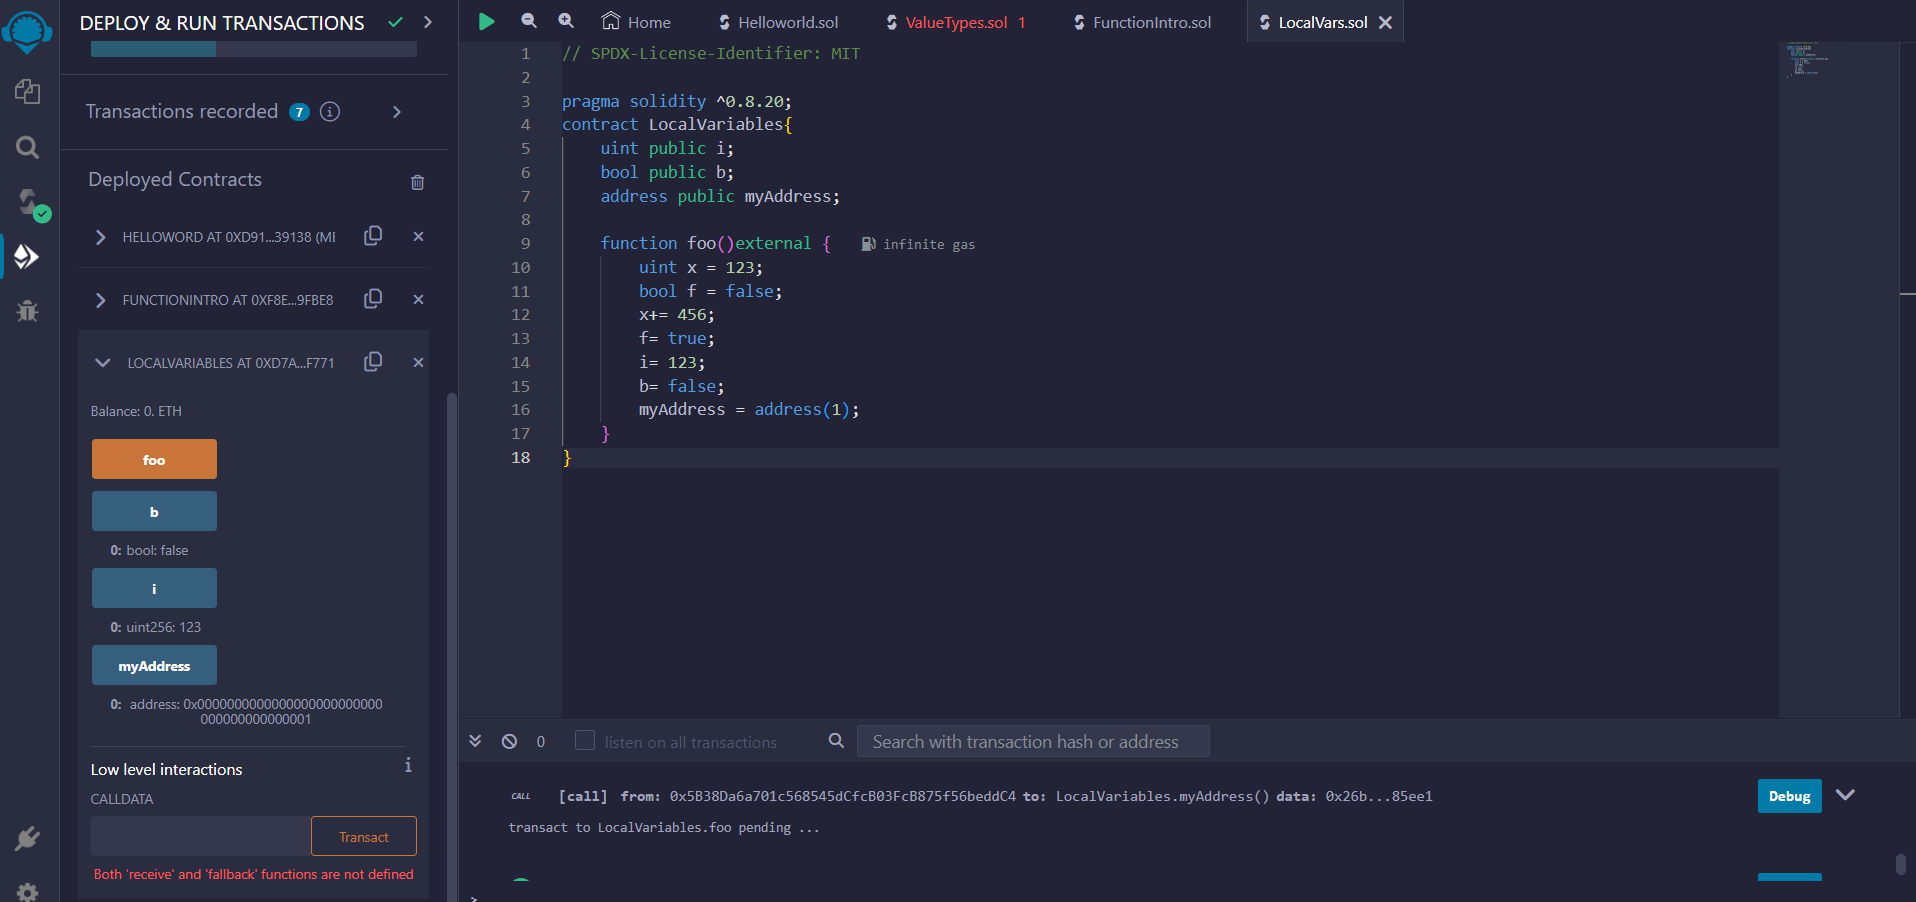 DEPLOY & RUN TRANSACTIONS
Transactions recorded 7 i
Deployed Contracts
HELLOWORD AT 0XD91...39138 (ME
FUNCTIONINTRO AT 0XF8E...9FBE8
LOCALVARIABLES AT 0XD7A...F771
Balance: 0. ETH
foo
b
0: bool: false
i
0: uint256: 123
myAddress
0: address: 0x00000000000000000000000000
00000000000001
Low level interactions
i
CALLDATA
Transact
Both 'receive' and 'fallback' functions are not defined
Home Helloworld.sol ValueTypes.sol 1 FunctionIntro.sol LocalVars.sol
1 // SPDX-License-Identifier: MIT
2
3 pragma solidity ^0.8.20;
4 contract LocalVariables{
5 uint public i;
6 bool public b;
7 address public myAddress;
8
9 function foo()external { infinite gas
10 uint x = 123;
11 bool f = false;
12 x+= 456;
13 f= true;
14 i= 123;
15 b= false;
16 myAddress = address(1);
17 }
18 }
0 listen on all transactions Search with transaction hash or address
CALL [call] from: 0x5B38Da6a701c568545dCfcB03FcB875f56beddC4 to: LocalVariables.myAddress() data: 0x26b...85ee1 Debug
transact to LocalVariables.foo pending ...
>